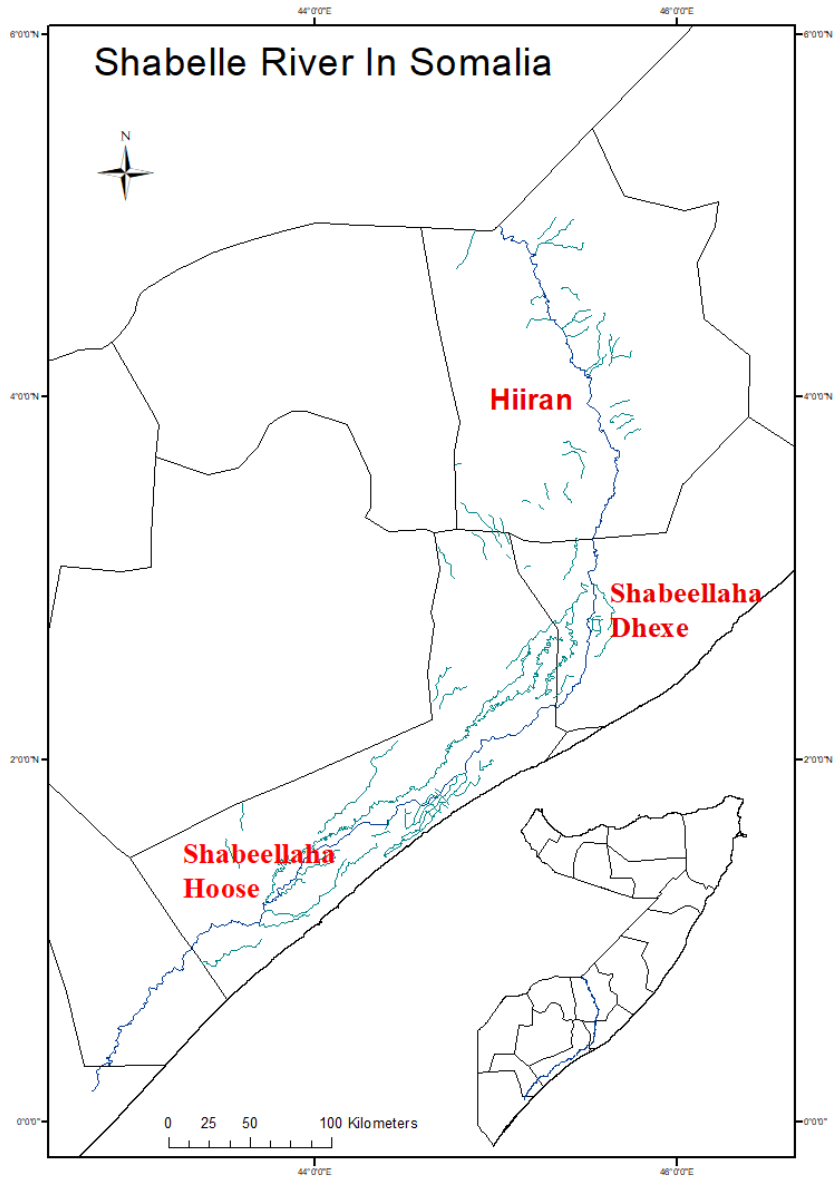 44°0'0"E 46°0'0"E
6°0'0"N 6°0'0"N
Shabelle River In Somalia
N
4°0'0"N 4°0'0"N
Hiiran
Shabeellaha
Dhexe
2°0'0"N 2°0'0"N
Shabeellaha
Hoose
0°0'0" 0°0'0"
0 25 50 100 Kilometers
44°0'0"E 46°0'0"E